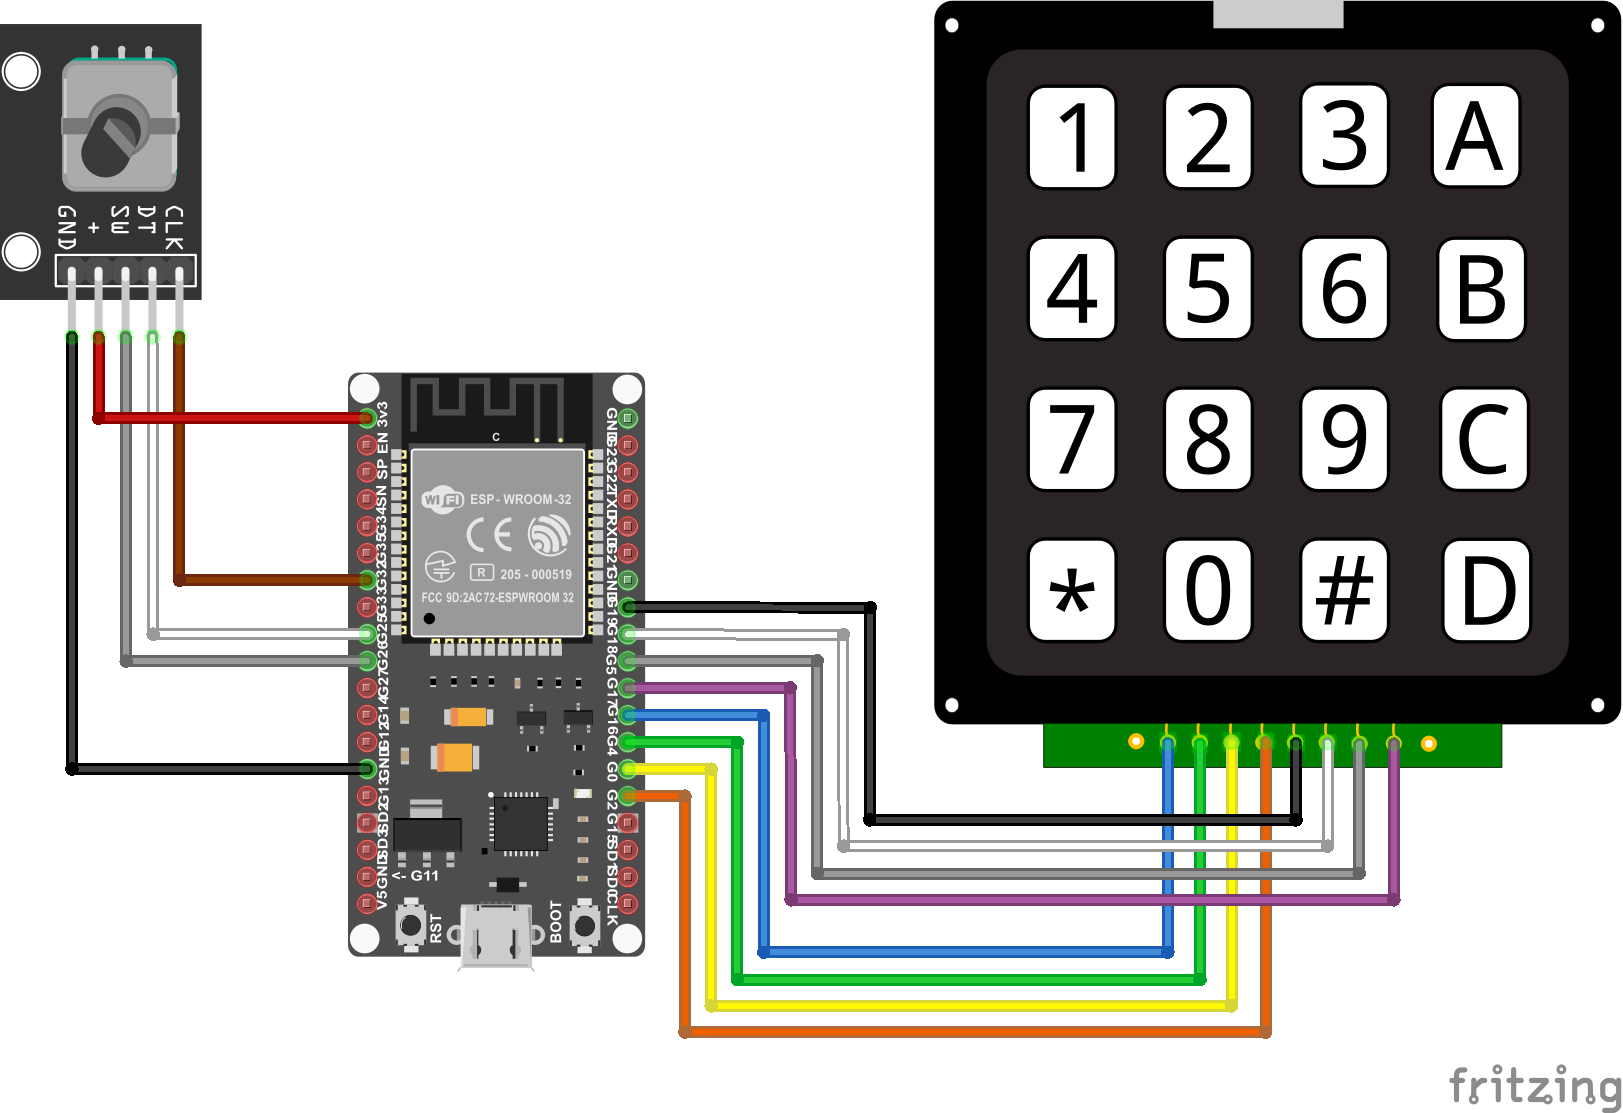 GND
+
SW
DT
CLK
3v3
EN
SP
SN
G34
G35
G32
G33
G25
G26
G27
G14
G12
GND
G13
SD2
SD3
GND
V5
C
WiFi
ESP - WROOM -32
CE
R 205 - 000519
FCC 9D:2AC72-ESPWROOM 32
GND
G23
G22
TXD
RXD
G21
GND
G19
G18
G5
G17
G16
G4
G0
G2
G15
SD1
SD0
CLK
<- G11
RST
BOOT
1 2 3 A
4 5 6 B
7 8 9 C
* 0 # D
fritzing